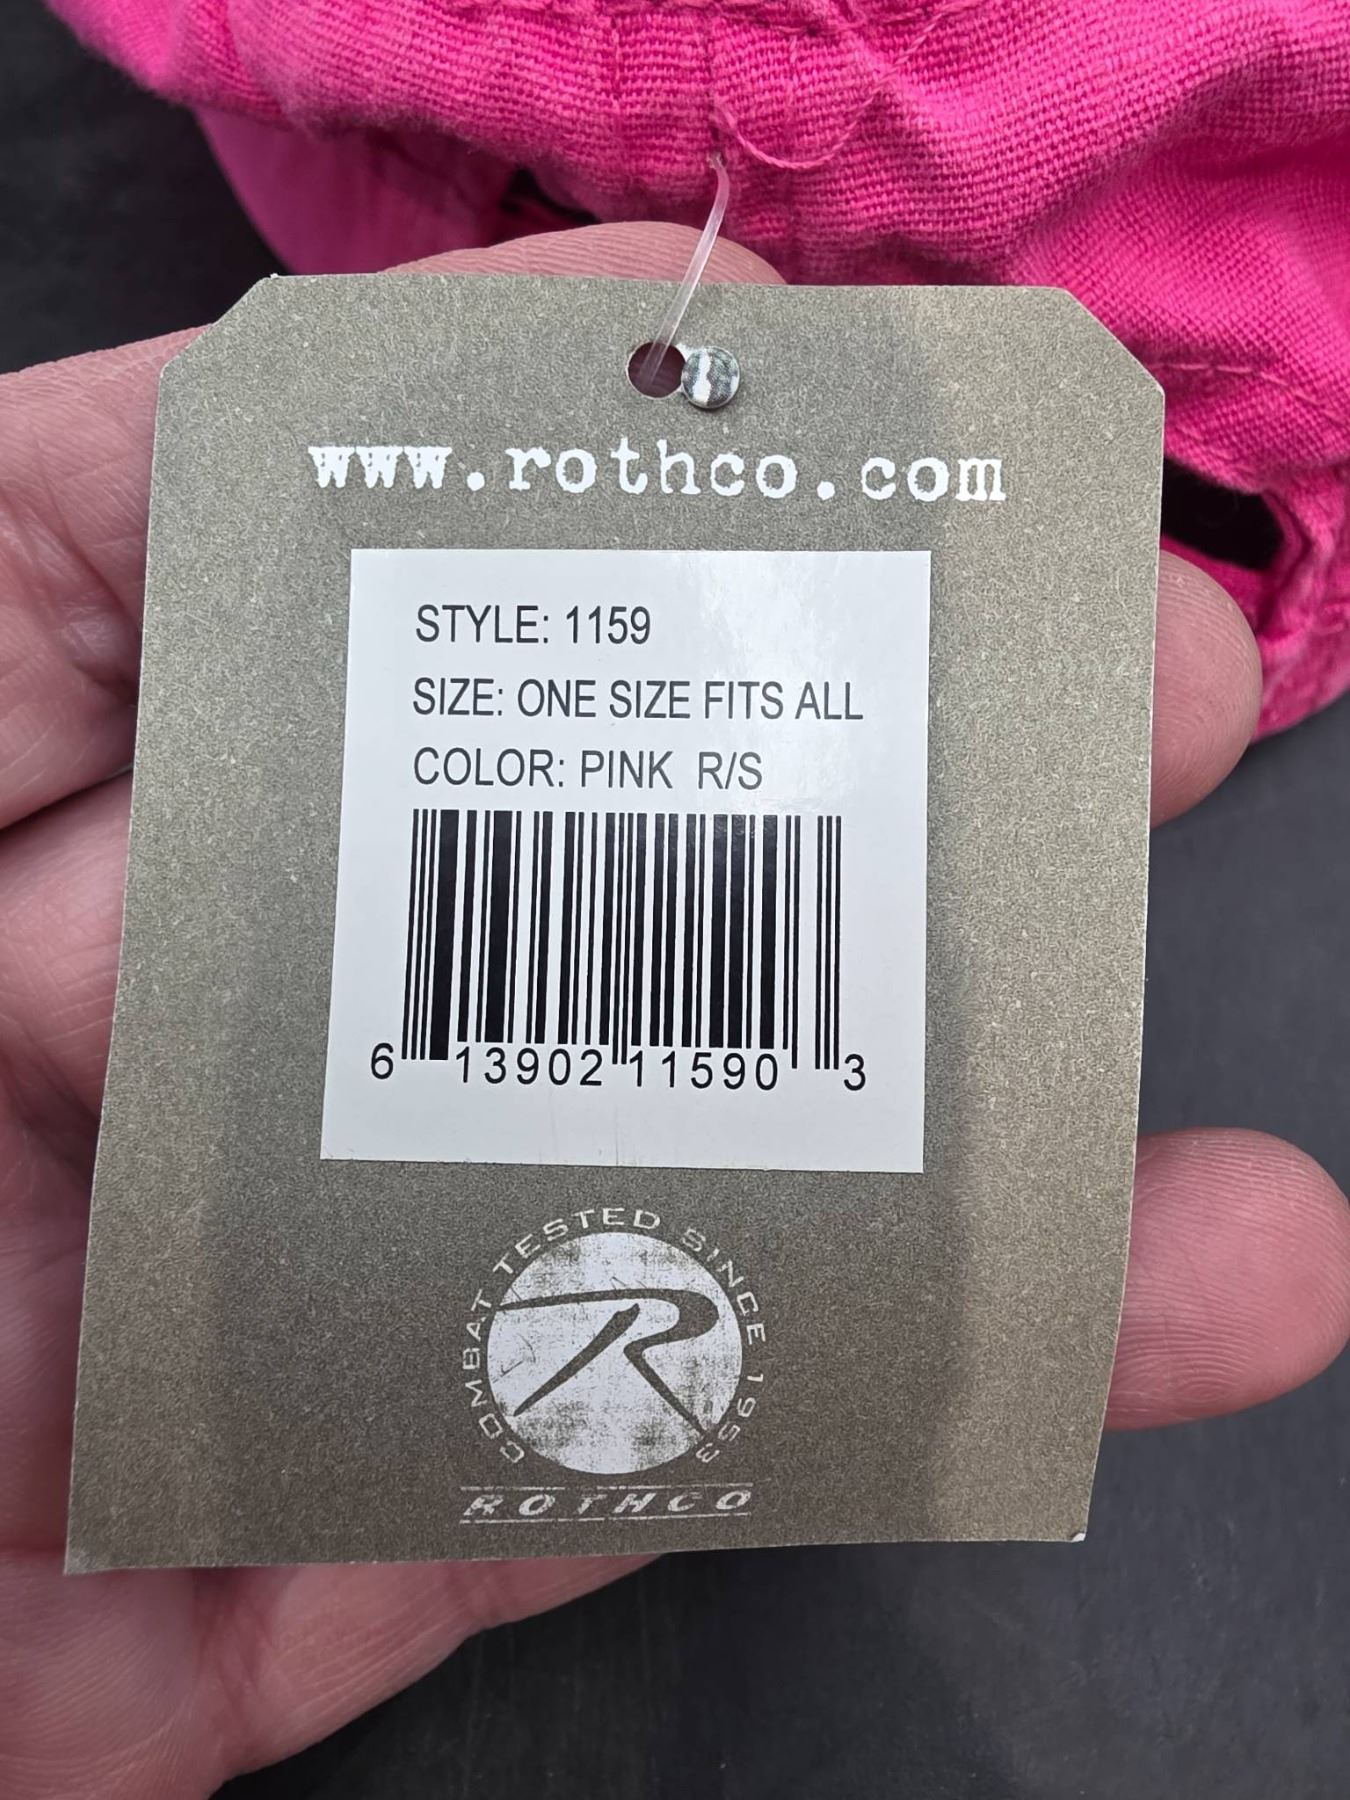 www.rothco.com
STYLE: 1159
SIZE: ONE SIZE FITS ALL
COLOR: PINK R/S
6 13902 11590 3
COMBAT TESTED SINCE 1953
R
ROTHCO